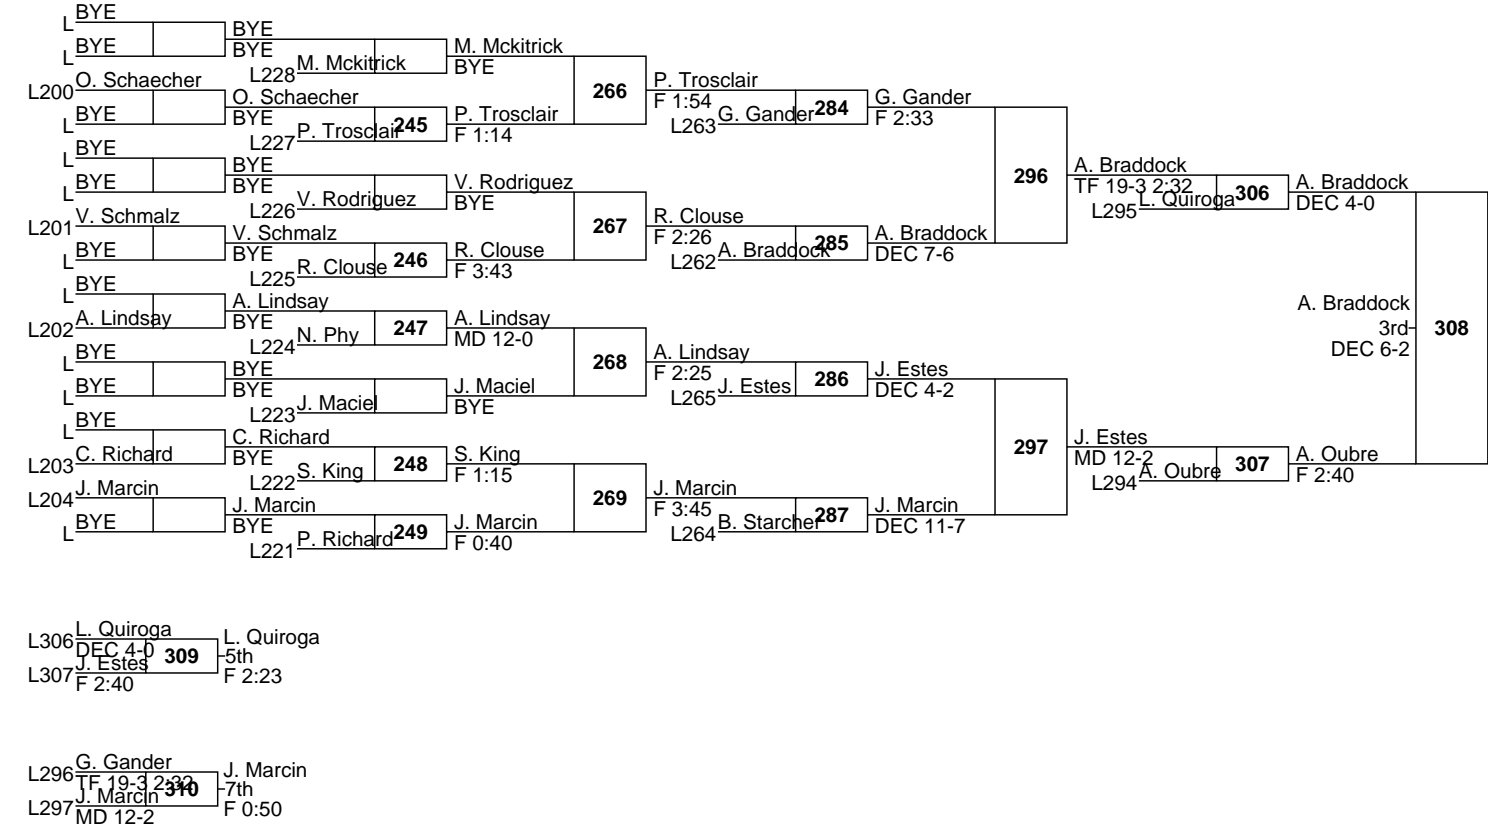 BYE
L
BYE
BYE
L
BYE
L228 M. Mckitrick
M. Mckitrick
BYE
266
L200 O. Schaecher
O. Schaecher
L BYE
BYE
L227 P. Trosclair
245
P. Trosclair
F 1:14
P. Trosclair
F 1:54
L263 G. Gander
284
G. Gander
F 2:33
L BYE
L BYE
BYE
BYE
L226 V. Rodriguez
V. Rodriguez
BYE
267
L201 V. Schmalz
V. Schmalz
L BYE
BYE
L225 R. Clouse
246
R. Clouse
F 3:43
R. Clouse
F 2:26
L262 A. Braddock
285
A. Braddock
DEC 7-6
296
A. Braddock
TF 19-3 2:32
L295 L. Quiroga
306
A. Braddock
DEC 4-0
L BYE
L202 A. Lindsay
A. Lindsay
BYE
L224 N. Phy
247
A. Lindsay
MD 12-0
268
L BYE
L BYE
BYE
BYE
L223 J. Maciel
J. Maciel
BYE
A. Lindsay
F 2:25
L265 J. Estes
286
J. Estes
DEC 4-2
A. Braddock
3rd
DEC 6-2
308
L BYE
L203 C. Richard
C. Richard
BYE
L222 S. King
248
S. King
F 1:15
269
L204 J. Marcin
J. Marcin
L BYE
BYE
L221 P. Richard
249
J. Marcin
F 0:40
J. Marcin
F 3:45
L264 B. Starcher
287
J. Marcin
DEC 11-7
297
J. Estes
MD 12-2
L294 A. Oubre
307
A. Oubre
F 2:40
L306 L. Quiroga
DEC 4-0
L307 J. Estes
F 2:40
309
L. Quiroga
5th
F 2:23
L296 G. Gander
TF 19-3 2:32
L297 J. Marcin
MD 12-2
310
J. Marcin
7th
F 0:50